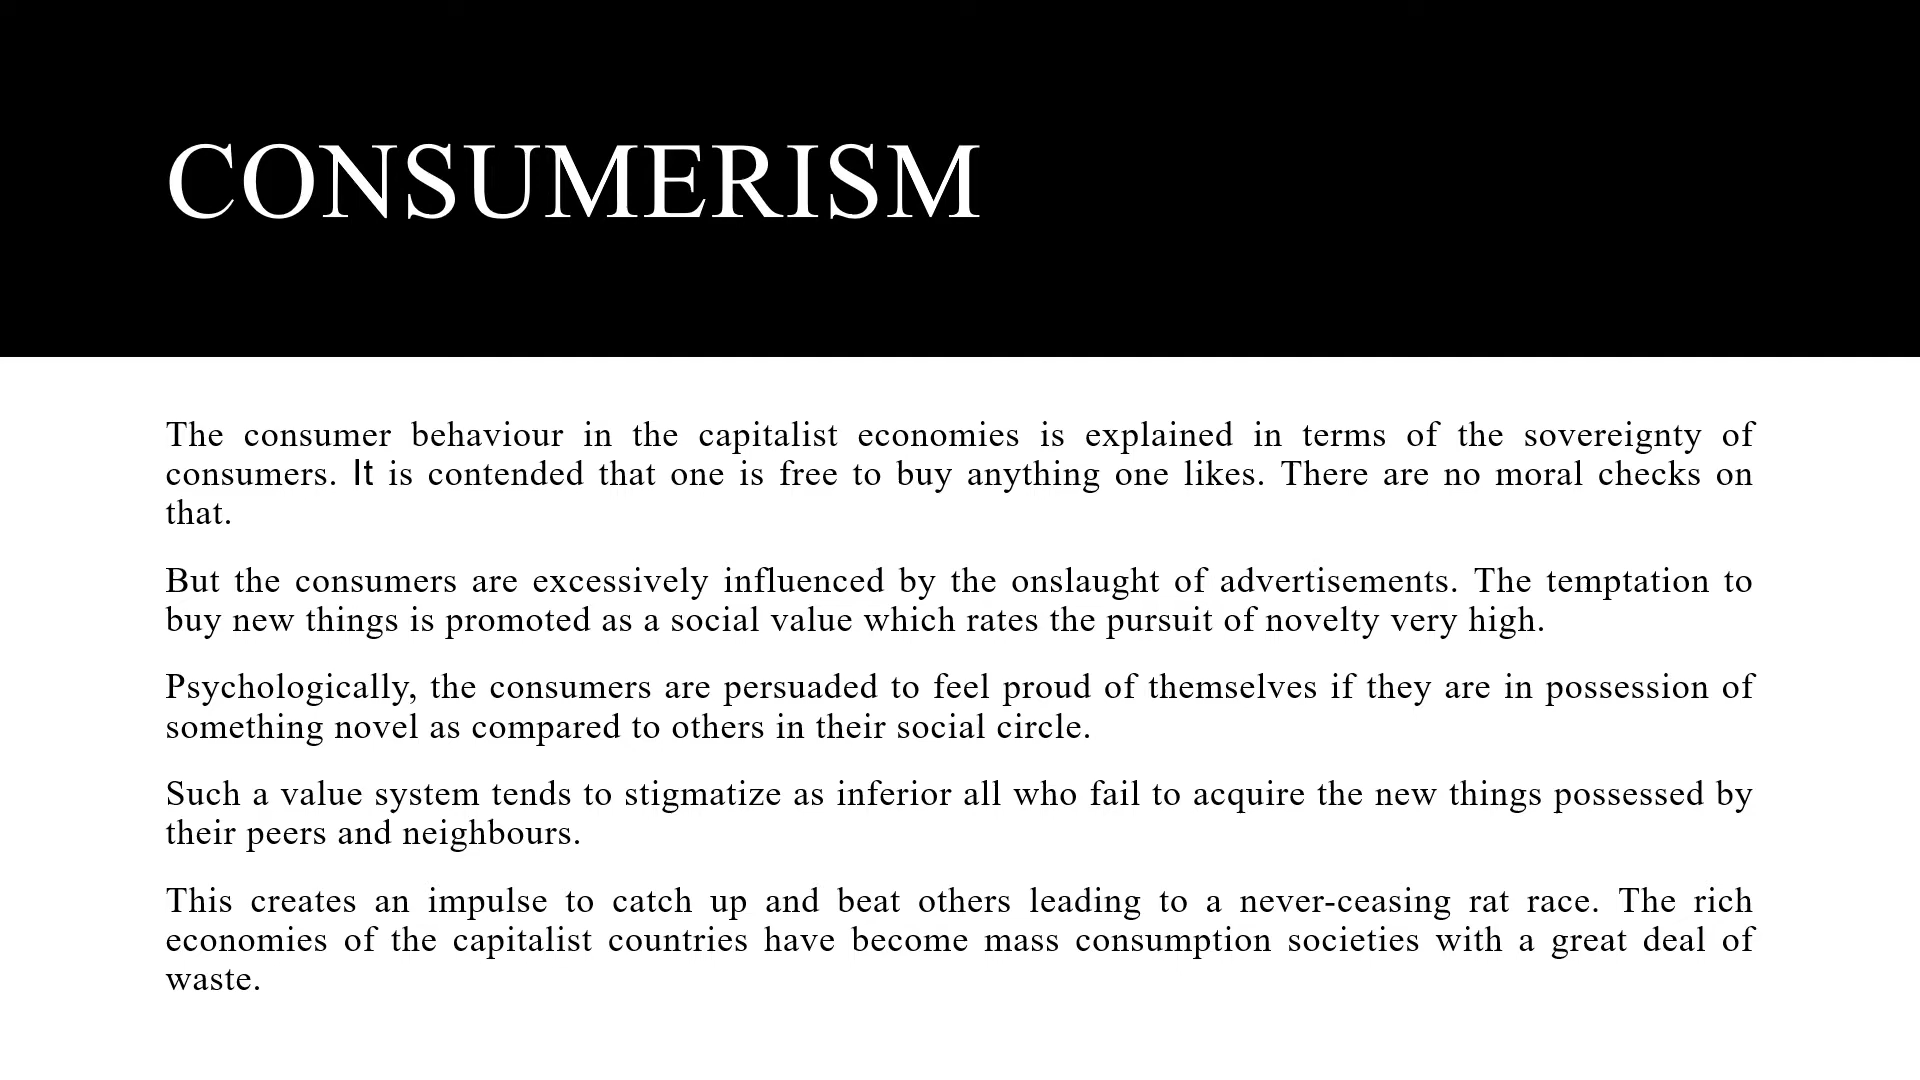 CONSUMERISM
The consumer behaviour in the capitalist economies is explained in terms of the sovereignty of
consumers. It is contended that one is free to buy anything one likes. There are no moral checks on
that.
But the consumers are excessively influenced by the onslaught of advertisements. The temptation to
buy new things is promoted as a social value which rates the pursuit of novelty very high.
Psychologically, the consumers are persuaded to feel proud of themselves if they are in possession of
something novel as compared to others in their social circle.
Such a value system tends to stigmatize as inferior all who fail to acquire the new things possessed by
their peers and neighbours.
This creates an impulse to catch up and beat others leading to a never-ceasing rat race. The rich
economies of the capitalist countries have become mass consumption societies with a great deal of
waste.